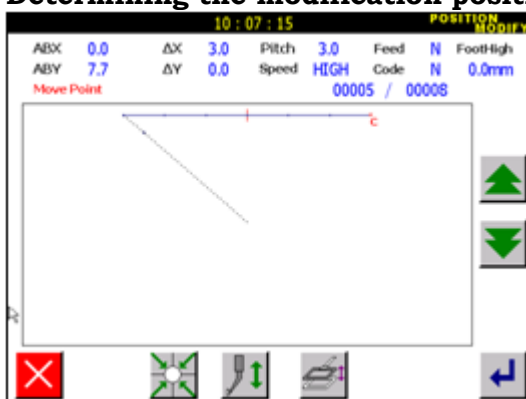 Determining the modification positi
10 : 07 : 15 POSITION MODIFY
ABX 0.0 ΔX 3.0 Pitch 3.0 Feed N FootHigh
ABY 7.7 ΔY 0.0 Speed HIGH Code N 0.0mm
Move Point 00005 / 00008
C